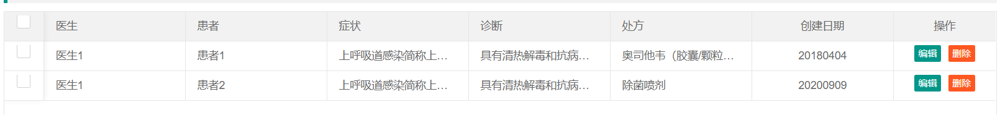 医生 患者 症状 诊断 处方 创建日期 操作
医生1 患者1 上呼吸道感染简称上... 具有清热解毒和抗病... 奥司他韦（胶囊/颗粒... 20180404 编辑 删除
医生1 患者2 上呼吸道感染简称上... 具有清热解毒和抗病... 除菌喷剂 20200909 编辑 删除